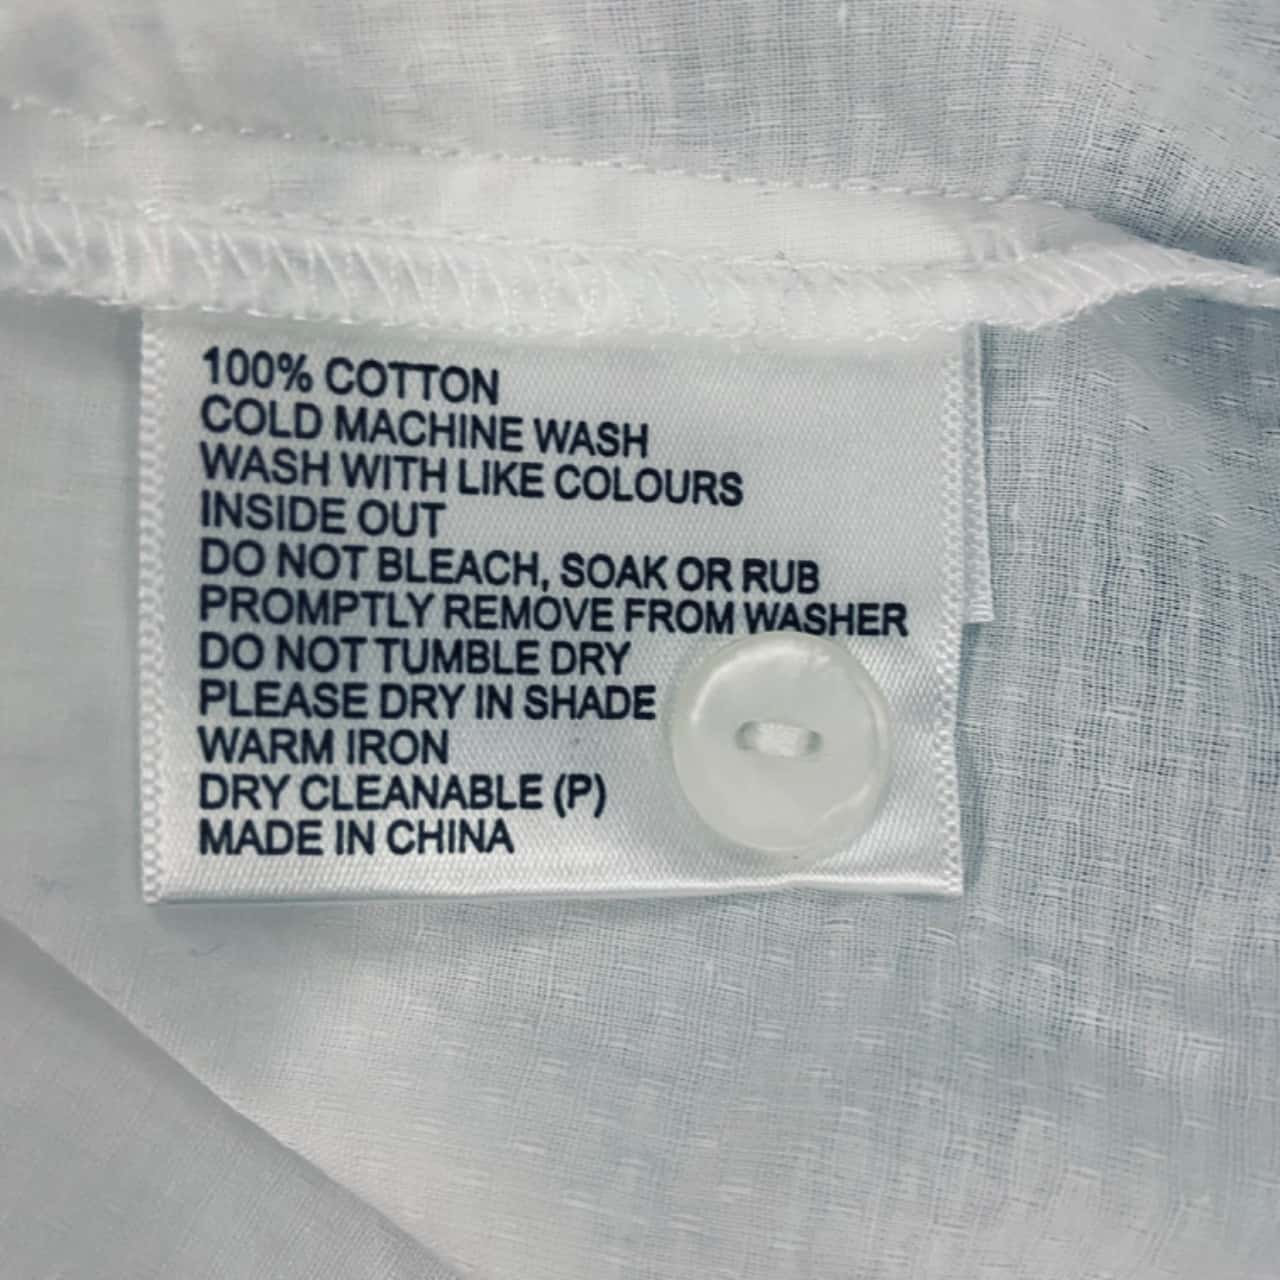 100% COTTON
COLD MACHINE WASH
WASH WITH LIKE COLOURS
INSIDE OUT
DO NOT BLEACH, SOAK OR RUB
PROMPTLY REMOVE FROM WASHER
DO NOT TUMBLE DRY
PLEASE DRY IN SHADE
WARM IRON
DRY CLEANABLE (P)
MADE IN CHINA